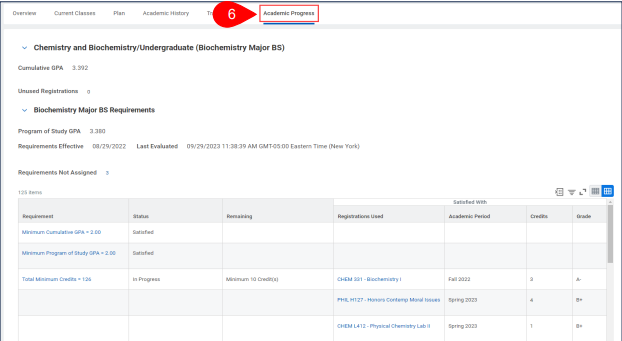 Overview Current Classes Plan Academic History 6 Academic Progress
Chemistry and Biochemistry/Undergraduate (Biochemistry Major BS)
Cumulative GPA 3.392
Unused Registrations 0
Biochemistry Major BS Requirements
Program of Study GPA 3.380
Requirements Effective 08/29/2022 Last Evaluated 09/29/2023 11:38:39 AM GMT-05:00 Eastern Time (New York)
Requirements Not Assigned 3
125 items
Satisfied With
Requirement Status Remaining Registrations Used Academic Period Credits Grade
Minimum Cumulative GPA = 2.00 Satisfied
Minimum Program of Study GPA = 2.00 Satisfied
Total Minimum Credits = 126 In Progress Minimum 10 Credit(s) CHEM 331 - Biochemistry I Fall 2022 3 A-
PHIL H127 - Honors Contemp Moral Issues Spring 2023 4 B+
CHEM L412 - Physical Chemistry Lab II Spring 2023 1 B+